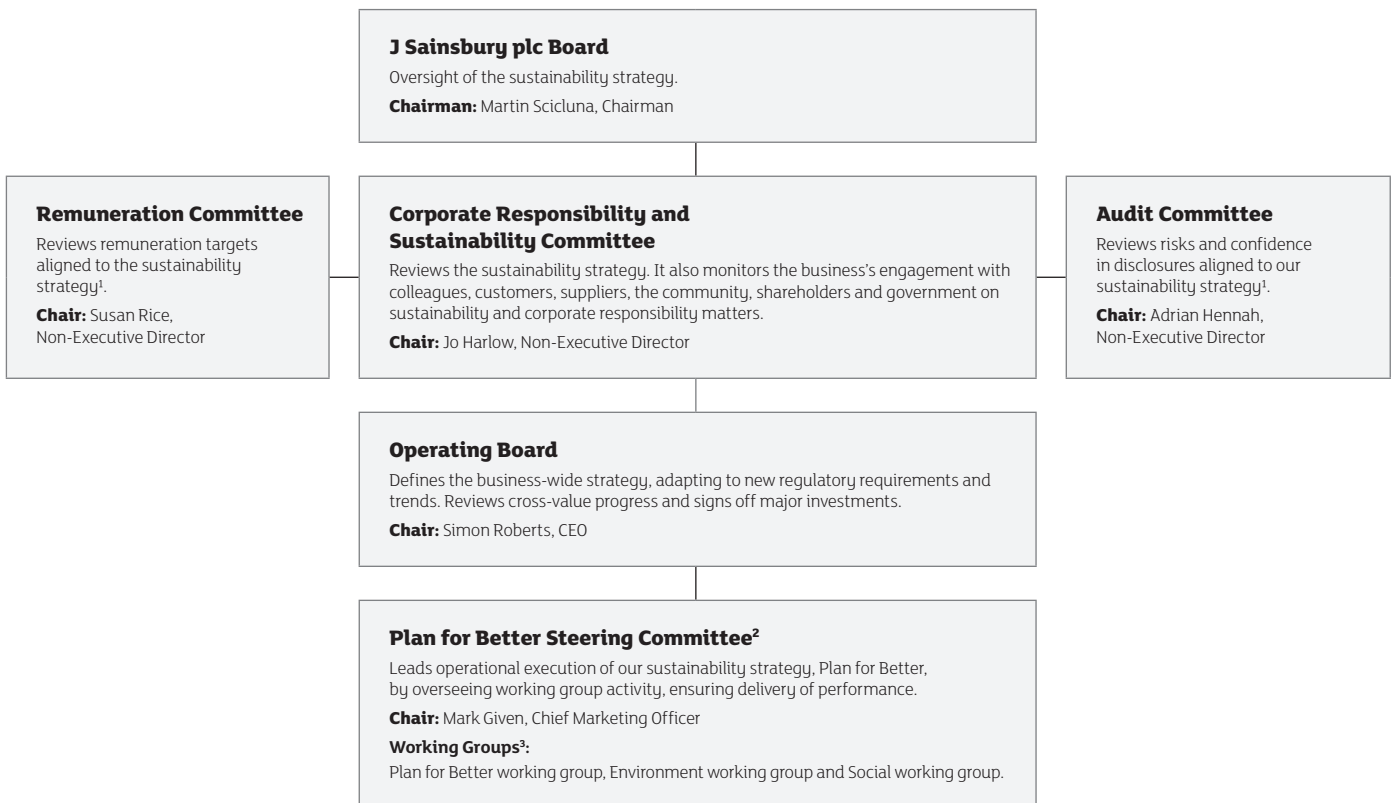 J Sainsbury plc Board
Oversight of the sustainability strategy.
Chairman: Martin Scicluna, Chairman
Remuneration Committee
Reviews remuneration targets
aligned to the sustainability
strategy¹.
Chair: Susan Rice,
Non-Executive Director
Corporate Responsibility and
Sustainability Committee
Reviews the sustainability strategy. It also monitors the business’s engagement with
colleagues, customers, suppliers, the community, shareholders and government on
sustainability and corporate responsibility matters.
Chair: Jo Harlow, Non-Executive Director
Audit Committee
Reviews risks and confidence
in disclosures aligned to our
sustainability strategy¹.
Chair: Adrian Hennah,
Non-Executive Director
Operating Board
Defines the business-wide strategy, adapting to new regulatory requirements and
trends. Reviews cross-value progress and signs off major investments.
Chair: Simon Roberts, CEO
Plan for Better Steering Committee²
Leads operational execution of our sustainability strategy, Plan for Better,
by overseeing working group activity, ensuring delivery of performance.
Chair: Mark Given, Chief Marketing Officer
Working Groups³:
Plan for Better working group, Environment working group and Social working group.